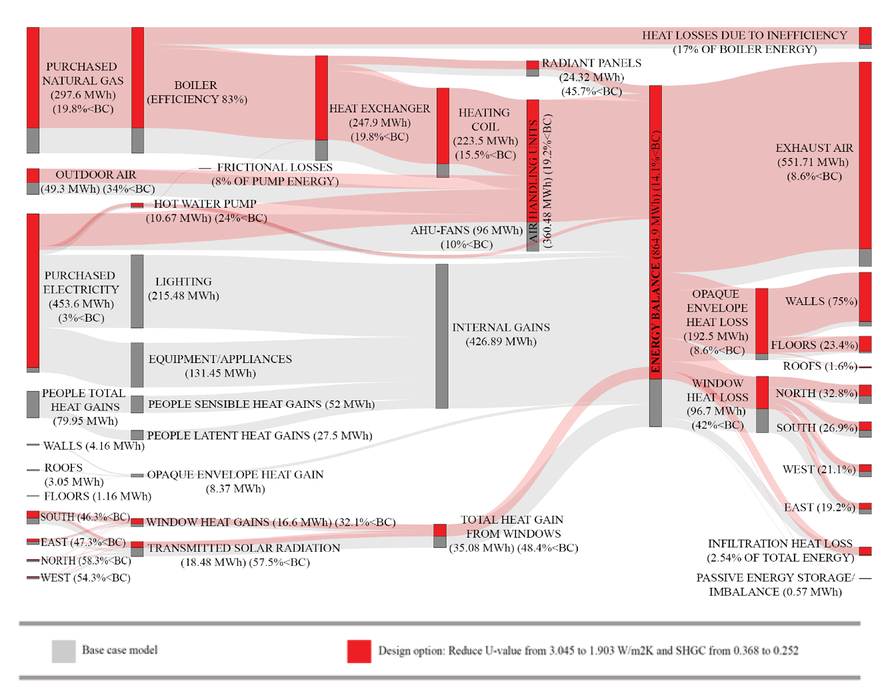 HEAT LOSSES DUE TO INEFFICIENCY
(17% OF BOILER ENERGY)
PURCHASED
NATURAL GAS
(297.6 MWh)
(19.8%<BC)
BOILER
(EFFICIENCY 83%)
HEAT EXCHANGER
(247.9 MWh)
(19.8%<BC)
HEATING
COIL
(223.5 MWh)
(15.5%<BC)
RADIANT PANELS
(24.32 MWh)
(45.7%<BC)
AIR HANDLING UNITS
(360.48 MWh) (19.2%<BC)
ENERGY BALANCE (864.9 MWh) (14.1%<BC)
EXHAUST AIR
(551.71 MWh)
(8.6%<BC)
OUTDOOR AIR
(49.3 MWh) (34%<BC)
FRICTIONAL LOSSES
(8% OF PUMP ENERGY)
HOT WATER PUMP
(10.67 MWh) (24%<BC)
AHU-FANS (96 MWh)
(10%<BC)
PURCHASED
ELECTRICITY
(453.6 MWh)
(3%<BC)
LIGHTING
(215.48 MWh)
EQUIPMENT/APPLIANCES
(131.45 MWh)
INTERNAL GAINS
(426.89 MWh)
PEOPLE TOTAL
HEAT GAINS
(79.95 MWh)
PEOPLE SENSIBLE HEAT GAINS (52 MWh)
PEOPLE LATENT HEAT GAINS (27.5 MWh)
WALLS (4.16 MWh)
ROOFS
(3.05 MWh)
FLOORS (1.16 MWh)
OPAQUE ENVELOPE HEAT GAIN
(8.37 MWh)
SOUTH (46.3%<BC)
EAST (47.3%<BC)
NORTH (58.3%<BC)
WEST (54.3%<BC)
WINDOW HEAT GAINS (16.6 MWh) (32.1%<BC)
TRANSMITTED SOLAR RADIATION
(18.48 MWh) (57.5%<BC)
TOTAL HEAT GAIN
FROM WINDOWS
(35.08 MWh) (48.4%<BC)
OPAQUE
ENVELOPE
HEAT LOSS
(192.5 MWh)
(8.6%<BC)
WINDOW
HEAT LOSS
(96.7 MWh)
(42%<BC)
WALLS (75%)
FLOORS (23.4%)
ROOFS (1.6%)
NORTH (32.8%)
SOUTH (26.9%)
WEST (21.1%)
EAST (19.2%)
INFILTRATION HEAT LOSS
(2.54% OF TOTAL ENERGY)
PASSIVE ENERGY STORAGE/
IMBALANCE (0.57 MWh)
Base case model
Design option: Reduce U-value from 3.045 to 1.903 W/m2K and SHGC from 0.368 to 0.252